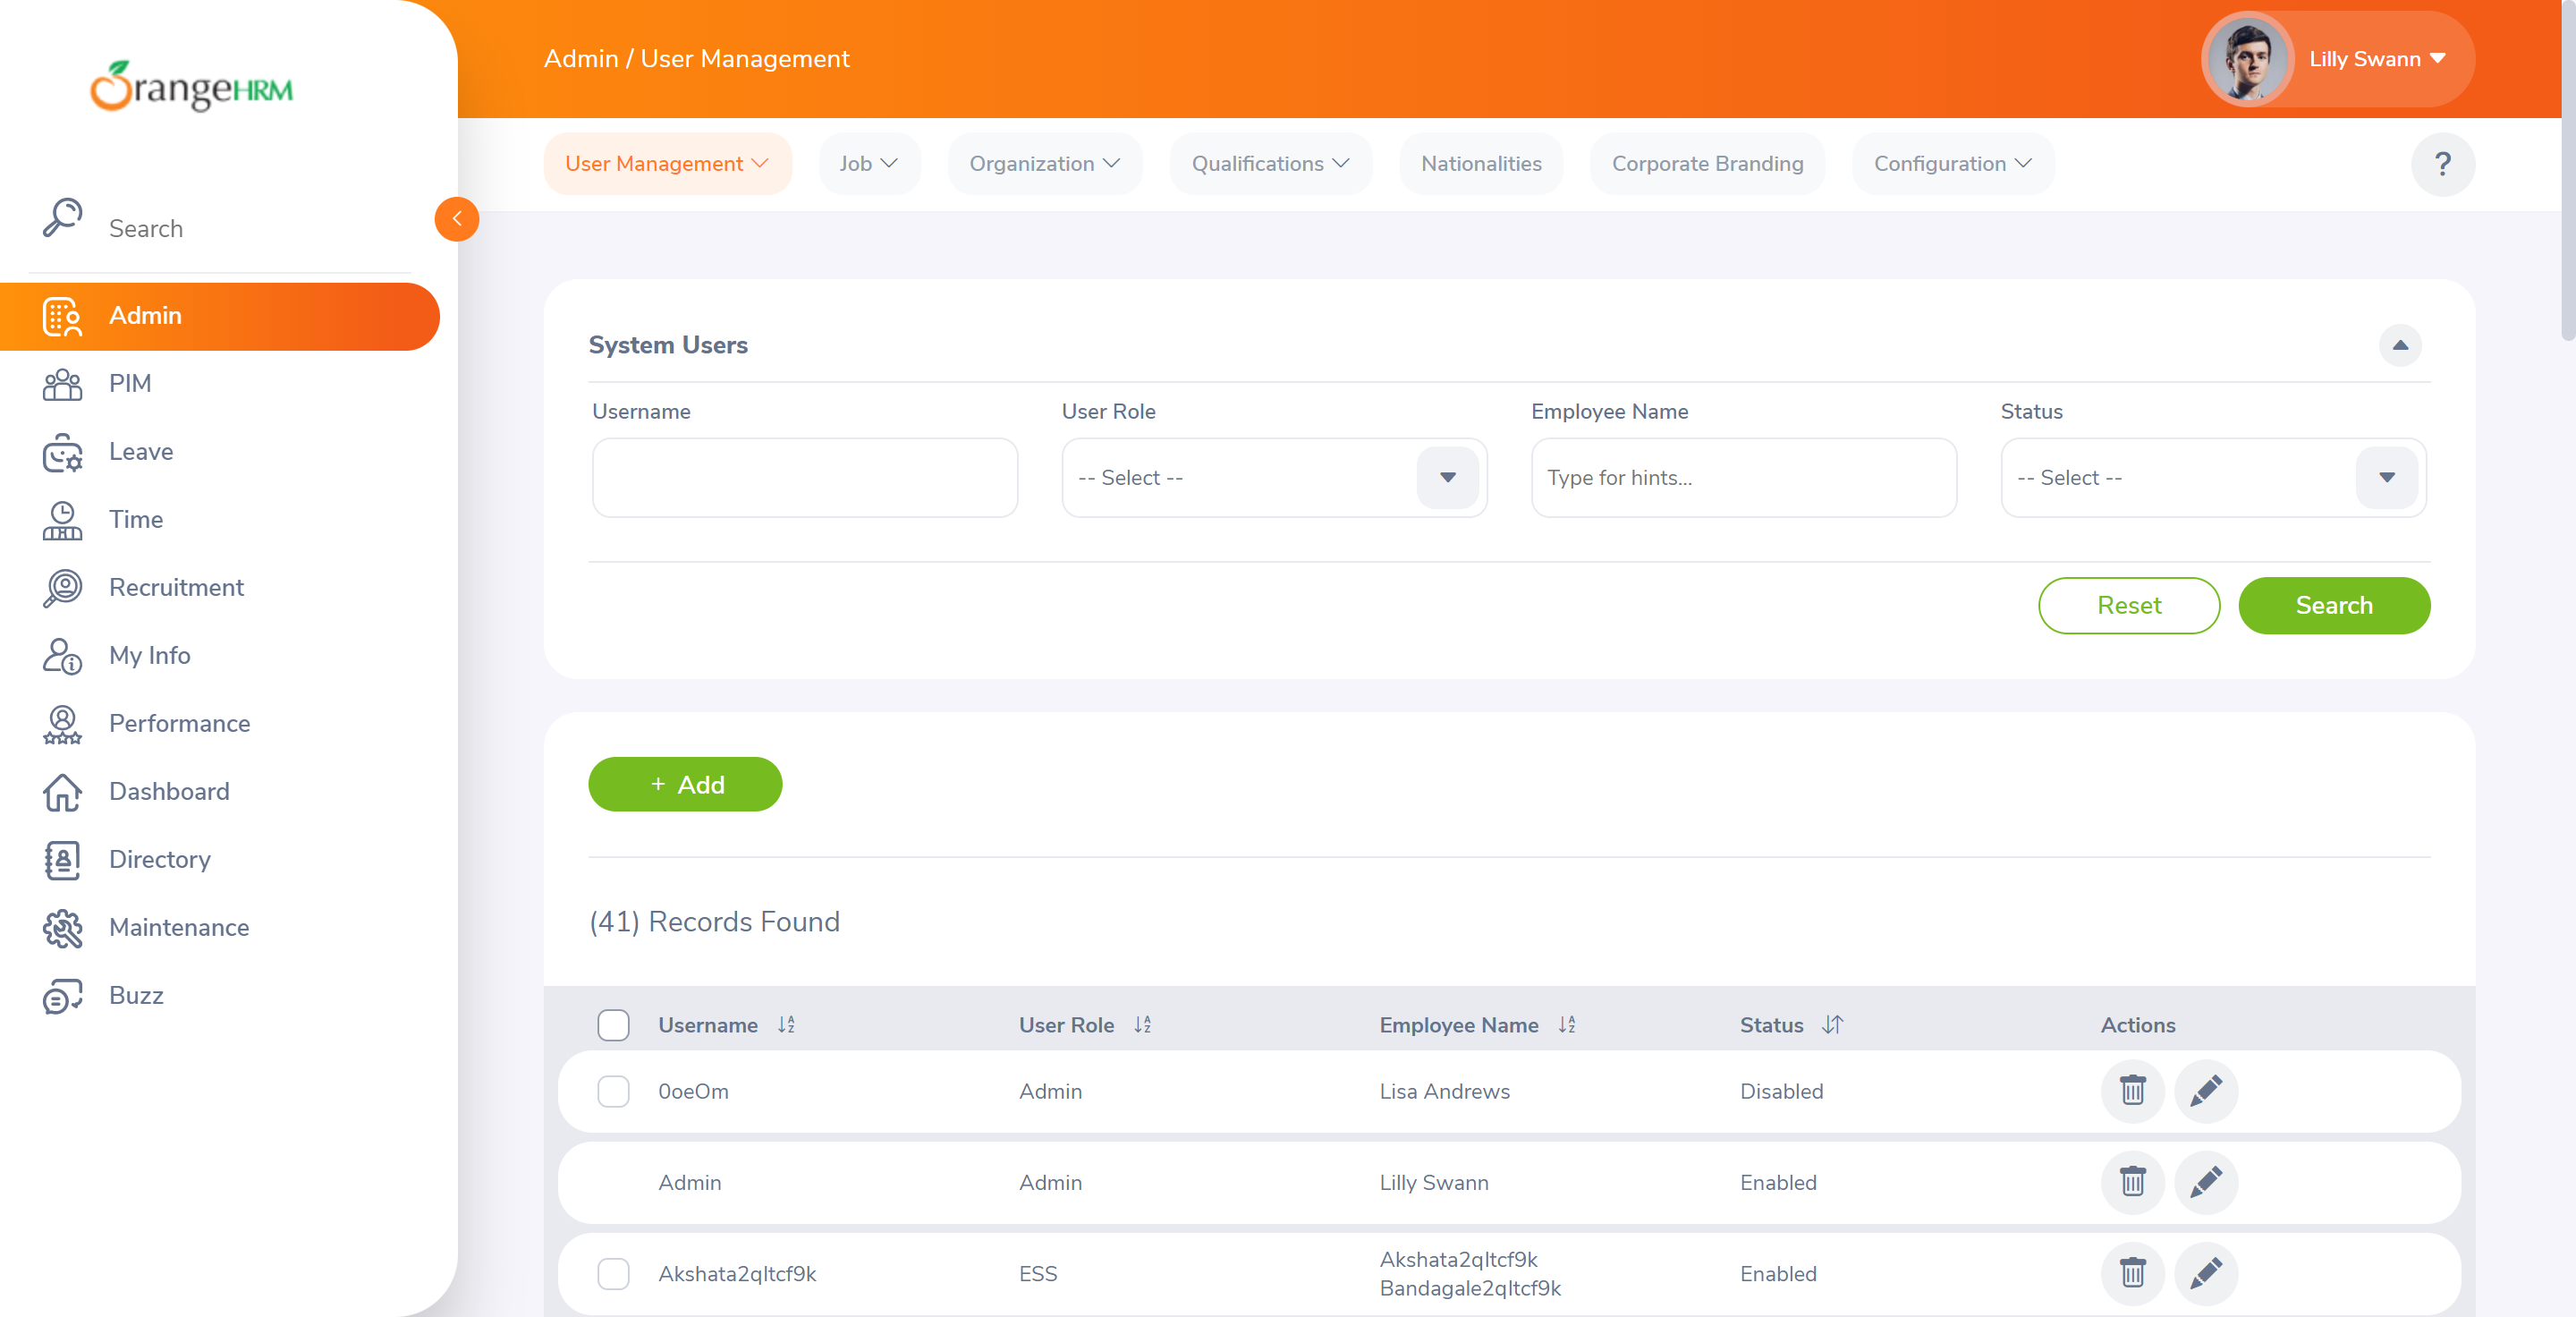 OrangeHRM
Search
Admin
PIM
Leave
Time
Recruitment
My Info
Performance
Dashboard
Directory
Maintenance
Buzz
Admin / User Management
Lilly Swann
User Management
Job
Organization
Qualifications
Nationalities
Corporate Branding
Configuration
?
System Users
Username
User Role
Employee Name
Status
-- Select --
Type for hints...
-- Select --
Reset
Search
+ Add
(41) Records Found
Username
User Role
Employee Name
Status
Actions
0oeOm Admin Lisa Andrews Disabled
Admin Admin Lilly Swann Enabled
Akshata2qltcf9k ESS Akshata2qltcf9k Enabled
Bandagale2qltcf9k